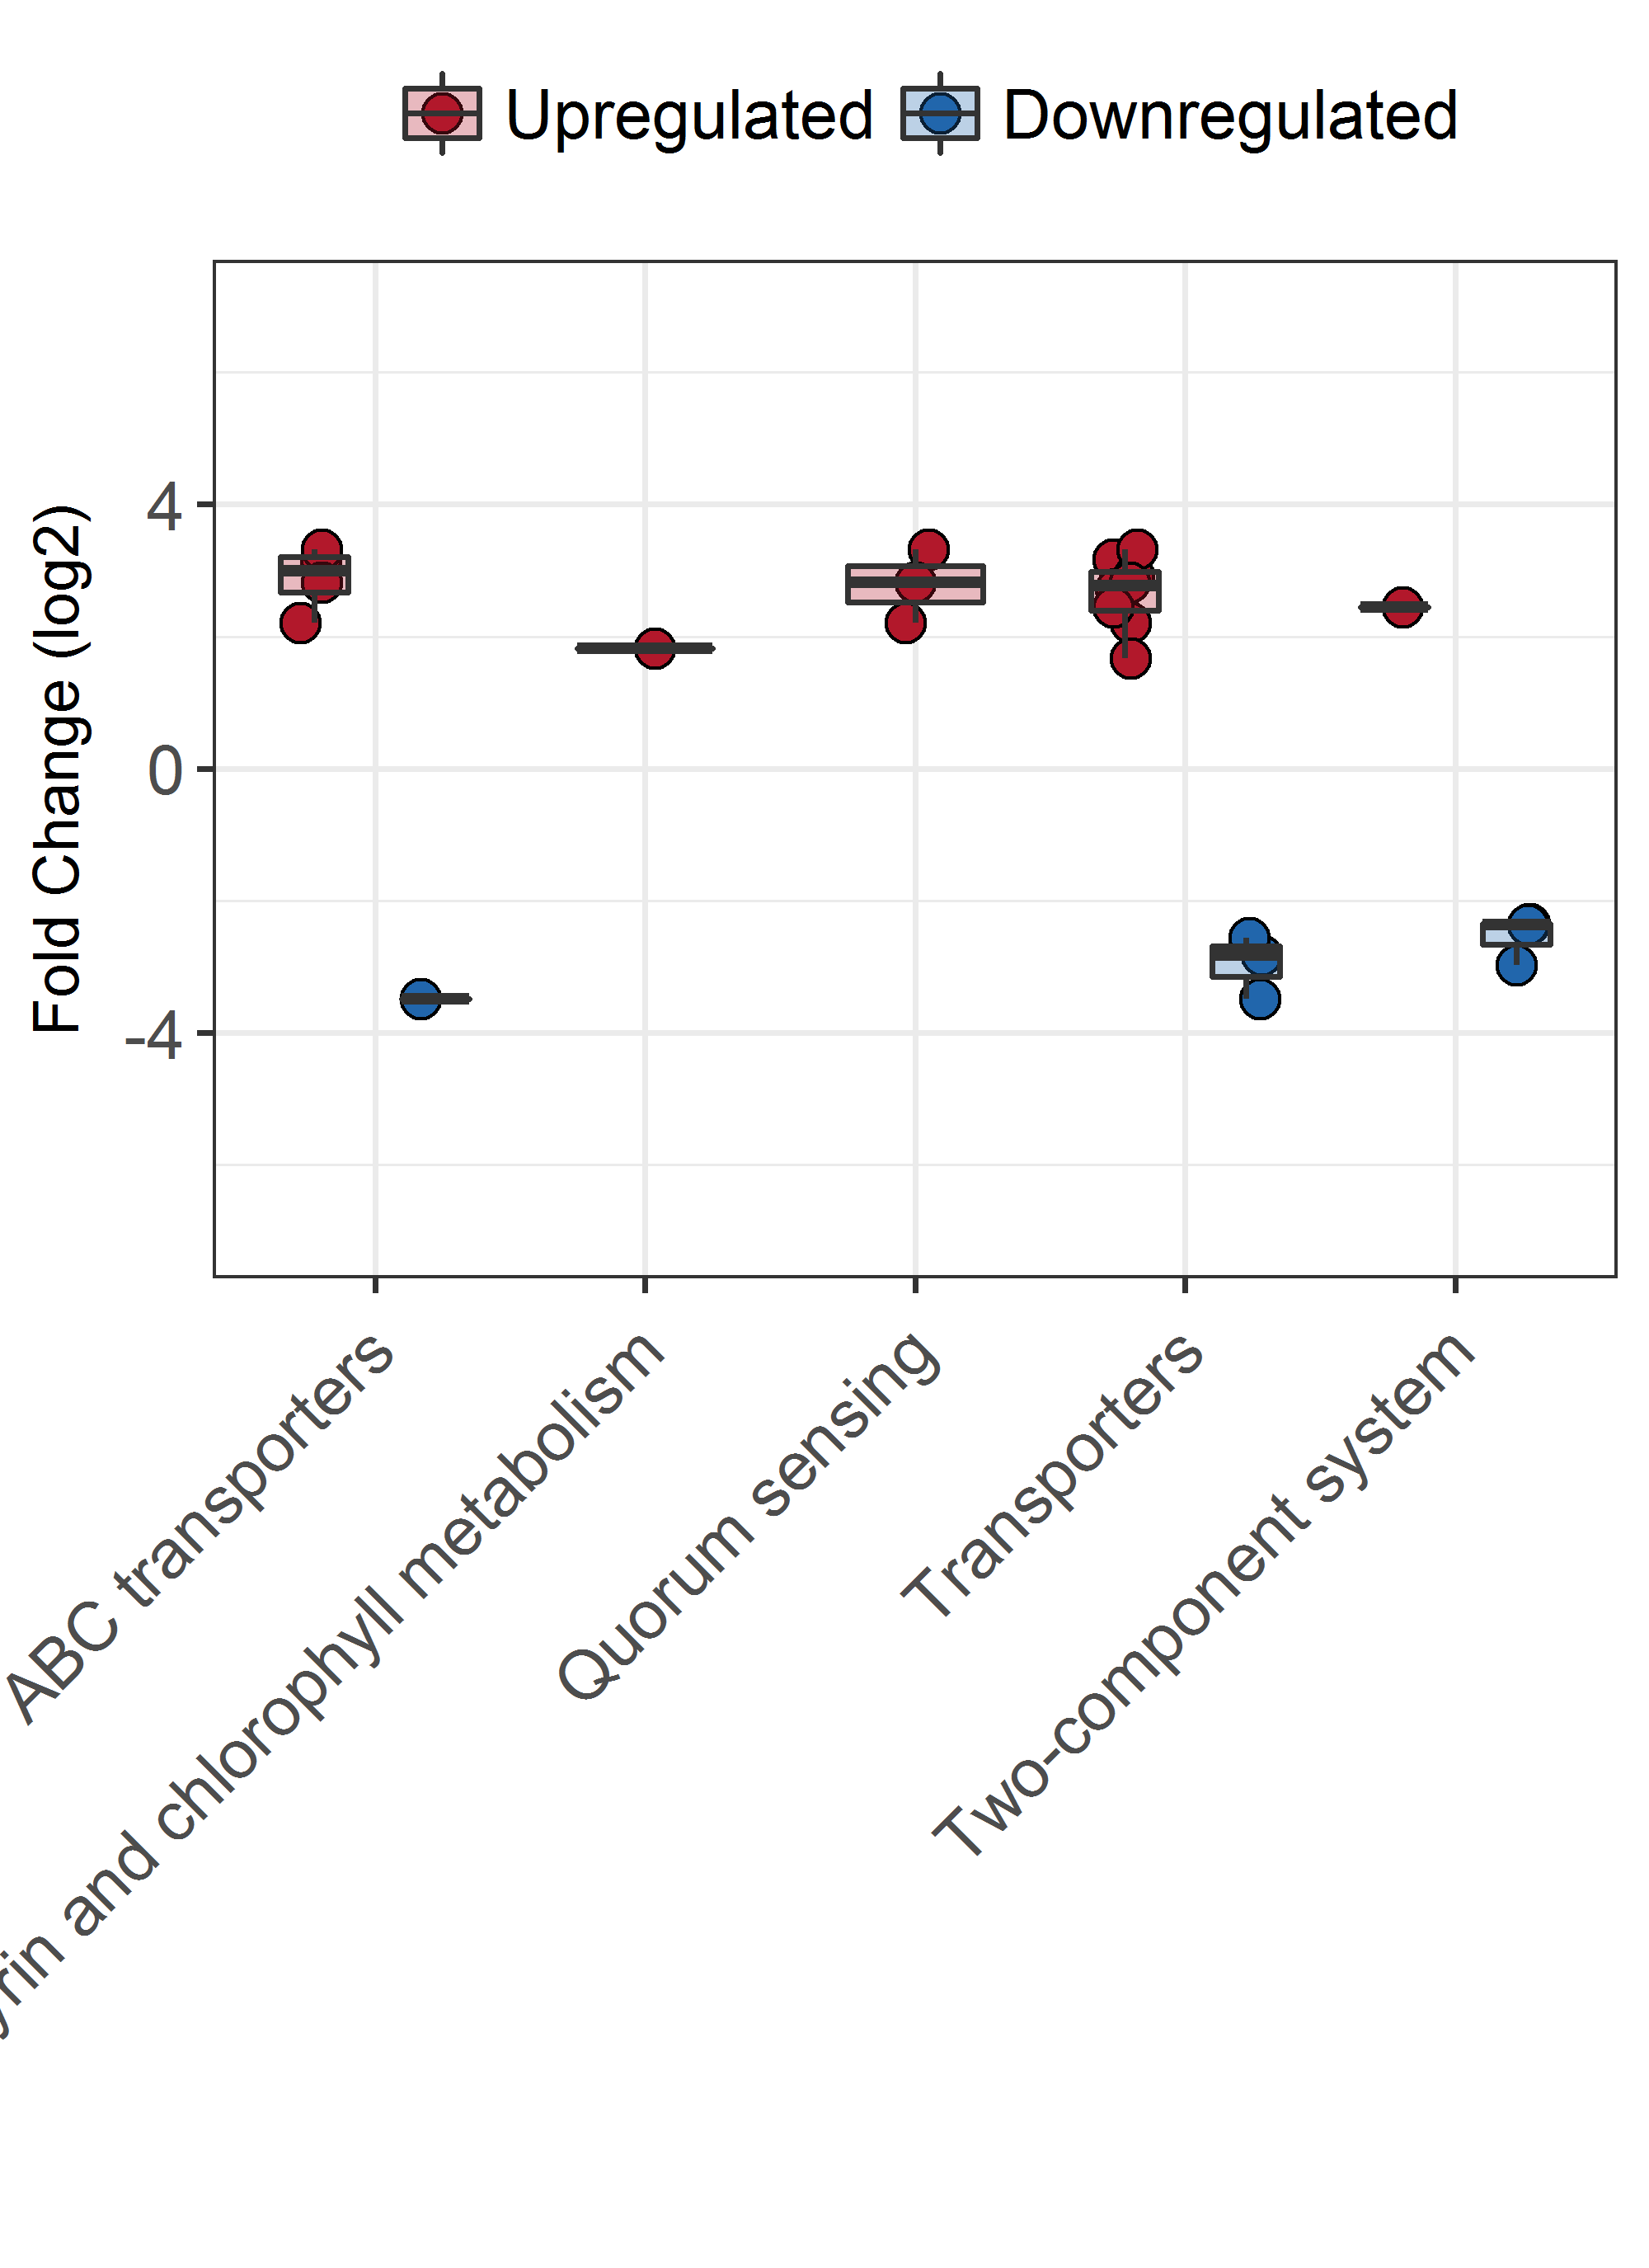 Upregulated Downregulated
Fold Change (log2)
4
0
-4
ABC transporters
and chlorophyll metabolism
Quorum sensing
Transporters
Two-component system